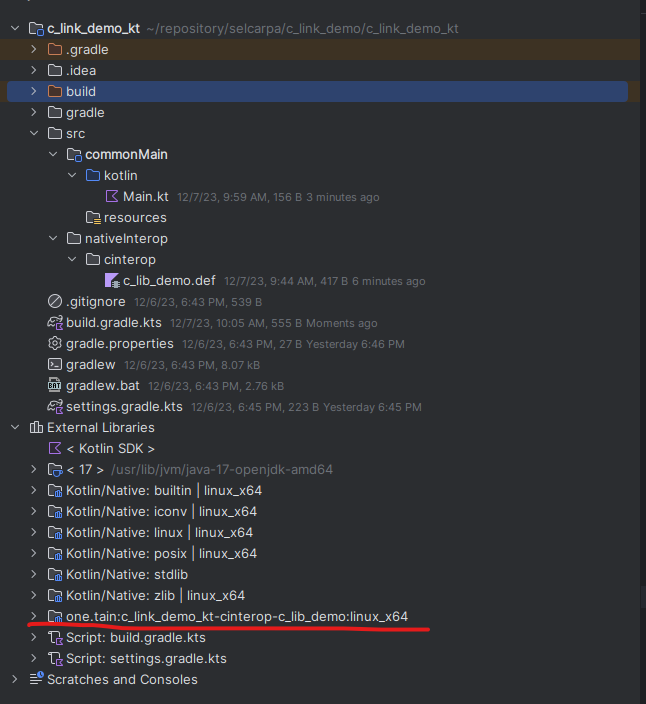 c_link_demo_kt ~/repository/selcarpa/c_link_demo/c_link_demo_kt
.gradle
.idea
build
gradle
src
commonMain
kotlin
Main.kt 12/7/23, 9:59 AM, 156 B 3 minutes ago
resources
nativeInterop
cinterop
c_lib_demo.def 12/7/23, 9:44 AM, 417 B 6 minutes ago
.gitignore 12/6/23, 6:43 PM, 539 B
build.gradle.kts 12/7/23, 10:05 AM, 555 B Moments ago
gradle.properties 12/6/23, 6:43 PM, 27 B Yesterday 6:46 PM
gradlew 12/6/23, 6:43 PM, 8.07 kB
gradlew.bat 12/6/23, 6:43 PM, 2.76 kB
settings.gradle.kts 12/6/23, 6:45 PM, 223 B Yesterday 6:45 PM
External Libraries
< Kotlin SDK >
< 17 > /usr/lib/jvm/java-17-openjdk-amd64
Kotlin/Native: builtin | linux_x64
Kotlin/Native: iconv | linux_x64
Kotlin/Native: linux | linux_x64
Kotlin/Native: posix | linux_x64
Kotlin/Native: stdlib
Kotlin/Native: zlib | linux_x64
one.tain:c_link_demo_kt-cinterop-c_lib_demo:linux_x64
Script: build.gradle.kts
Script: settings.gradle.kts
Scratches and Consoles